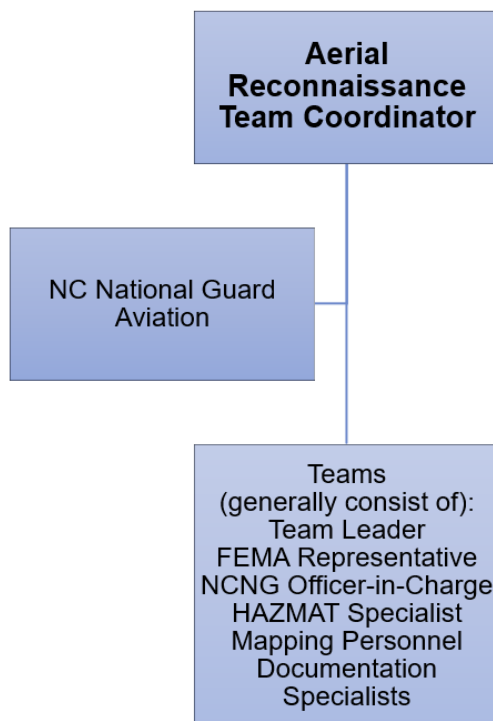 Aerial
Reconnaissance
Team Coordinator
NC National Guard
Aviation
Teams
(generally consist of):
Team Leader
FEMA Representative
NCNG Officer-in-Charge
HAZMAT Specialist
Mapping Personnel
Documentation
Specialists